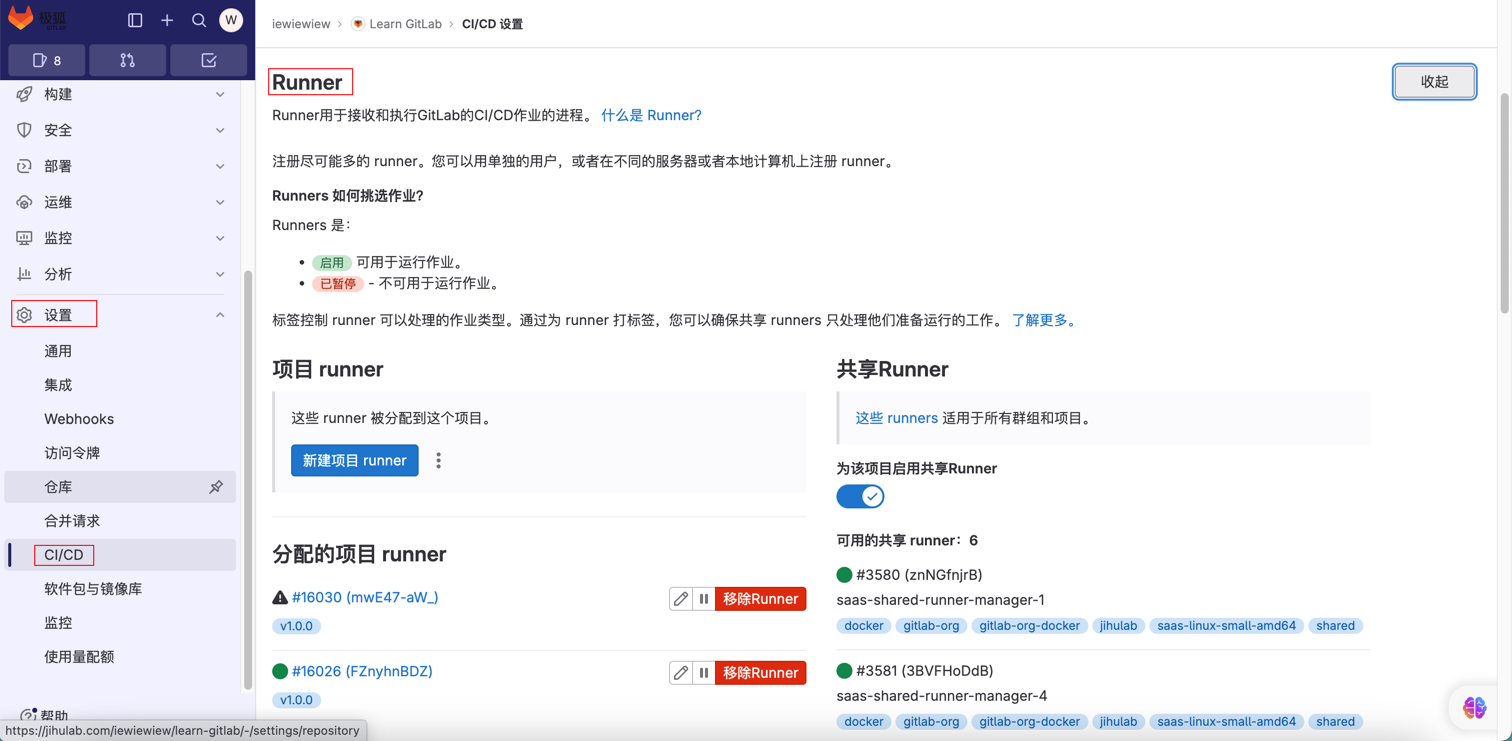 极狐
GITLAB
W
8
构建
安全
部署
运维
监控
分析
设置
通用
集成
Webhooks
访问令牌
仓库
合并请求
CI/CD
软件包与镜像库
监控
使用量配额
帮助
https://jihulab.com/iewiewiew/learn-gitlab/-/settings/repository
iewiewiew › Learn GitLab › CI/CD 设置
Runner
收起
Runner用于接收和执行GitLab的CI/CD作业的进程。 什么是 Runner?
注册尽可能多的 runner。您可以用单独的用户，或者在不同的服务器或者本地计算机上注册 runner。
Runners 如何挑选作业?
Runners 是：
• 启用 可用于运行作业。
• 已暂停 - 不可用于运行作业。
标签控制 runner 可以处理的作业类型。通过为 runner 打标签，您可以确保共享 runners 只处理他们准备运行的工作。 了解更多。
项目 runner
这些 runner 被分配到这个项目。
新建项目 runner
分配的项目 runner
#16030 (mwE47-aW_)
移除Runner
v1.0.0
#16026 (FZnyhnBDZ)
移除Runner
v1.0.0
共享Runner
这些 runners 适用于所有群组和项目。
为该项目启用共享Runner
可用的共享 runner：6
#3580 (znNGfnjrB)
saas-shared-runner-manager-1
docker gitlab-org gitlab-org-docker jihulab saas-linux-small-amd64 shared
#3581 (3BVFHoDdB)
saas-shared-runner-manager-4
docker gitlab-org gitlab-org-docker jihulab saas-linux-small-amd64 shared